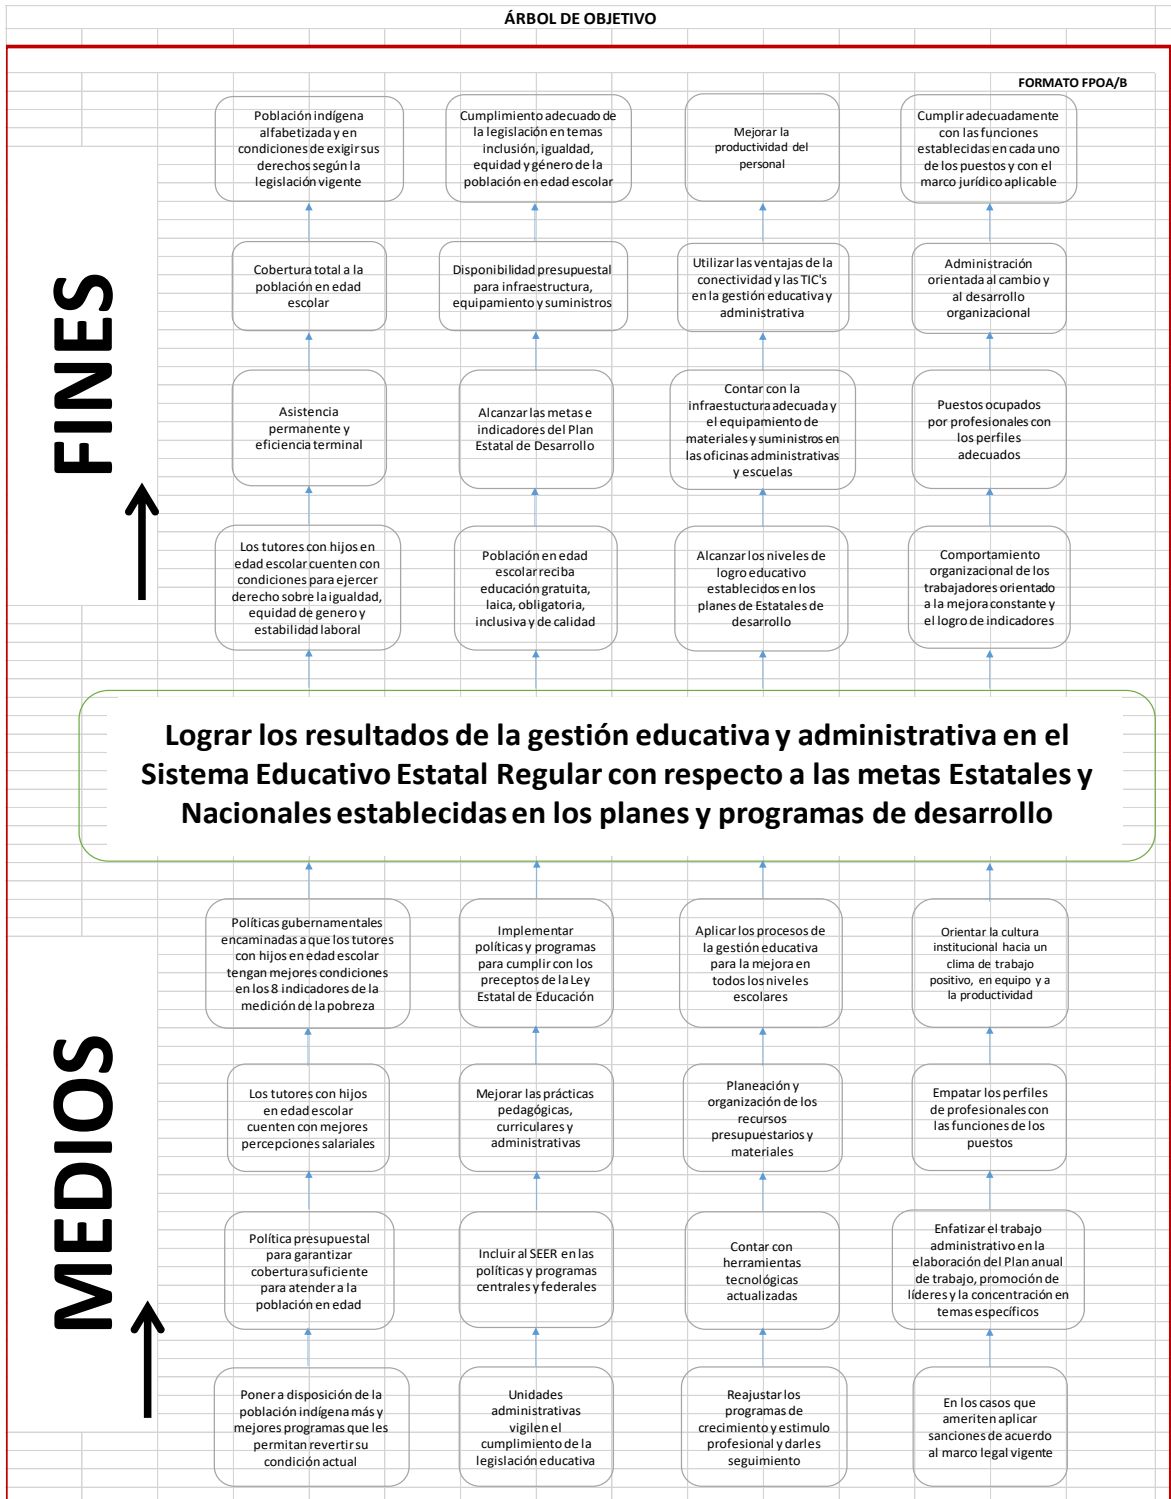 ÁRBOL DE OBJETIVO
FORMATO FPOA/B
FINES
Población indígena
alfabetizada y en
condiciones de exigir sus
derechos según la
legislación vigente
Cumplimiento adecuado de
la legislación en temas
inclusión, igualdad,
equidad y género de la
población en edad escolar
Mejorar la
productividad del
personal
Cumplir adecuadamente
con las funciones
establecidas en cada uno
de los puestos y con el
marco jurídico aplicable
Cobertura total a la
población en edad
escolar
Disponibilidad presupuestal
para infraestructura,
equipamiento y suministros
Utilizar las ventajas de la
conectividad y las TIC's
en la gestión educativa y
administrativa
Administración
orientada al cambio y
al desarrollo
organizacional
Asistencia
permanente y
eficiencia terminal
Alcanzar las metas e
indicadores del Plan
Estatal de Desarrollo
Contar con la
infraestuctura adecuada y
el equipamiento de
materiales y suministros en
las oficinas administrativas
y escuelas
Puestos ocupados
por profesionales con
los perfiles
adecuados
Los tutores con hijos en
edad escolar cuenten con
condiciones para ejercer
derecho sobre la igualdad,
equidad de genero y
estabilidad laboral
Población en edad
escolar reciba
educación gratuita,
laica, obligatoria,
inclusiva y de calidad
Alcanzar los niveles de
logro educativo
establecidos en los
planes de Estatales de
desarrollo
Comportamiento
organizacional de los
trabajadores orientado
a la mejora constante y
el logro de indicadores
Lograr los resultados de la gestión educativa y administrativa en el
Sistema Educativo Estatal Regular con respecto a las metas Estatales y
Nacionales establecidas en los planes y programas de desarrollo
MEDIOS
Políticas gubernamentales
encaminadas a que los tutores
con hijos en edad escolar
tengan mejores condiciones
en los 8 indicadores de la
medición de la pobreza
Implementar
políticas y programas
para cumplir con los
preceptos de la Ley
Estatal de Educación
Aplicar los procesos de
la gestión educativa
para la mejora en
todos los niveles
escolares
Orientar la cultura
institucional hacia un
clima de trabajo
positivo, en equipo y a
la productividad
Los tutores con hijos
en edad escolar
cuenten con mejores
percepciones salariales
Mejorar las prácticas
pedagógicas,
curriculares y
administrativas
Planeación y
organización de los
recursos
presupuestarios y
materiales
Empatar los perfiles
de profesionales con
las funciones de los
puestos
Política presupuestal
para garantizar
cobertura suficiente
para atender a la
población en edad
Incluir al SEER en las
políticas y programas
centrales y federales
Contar con
herramientas
tecnológicas
actualizadas
Enfatizar el trabajo
administrativo en la
elaboración del Plan anual
de trabajo, promoción de
líderes y la concentración en
temas específicos
Poner a disposición de la
población indígena más y
mejores programas que les
permitan revertir su
condición actual
Unidades
administrativas
vigilen el
cumplimiento de la
legislación educativa
Reajustar los
programas de
crecimiento y estimulo
profesional y darles
seguimiento
En los casos que
ameriten aplicar
sanciones de acuerdo
al marco legal vigente